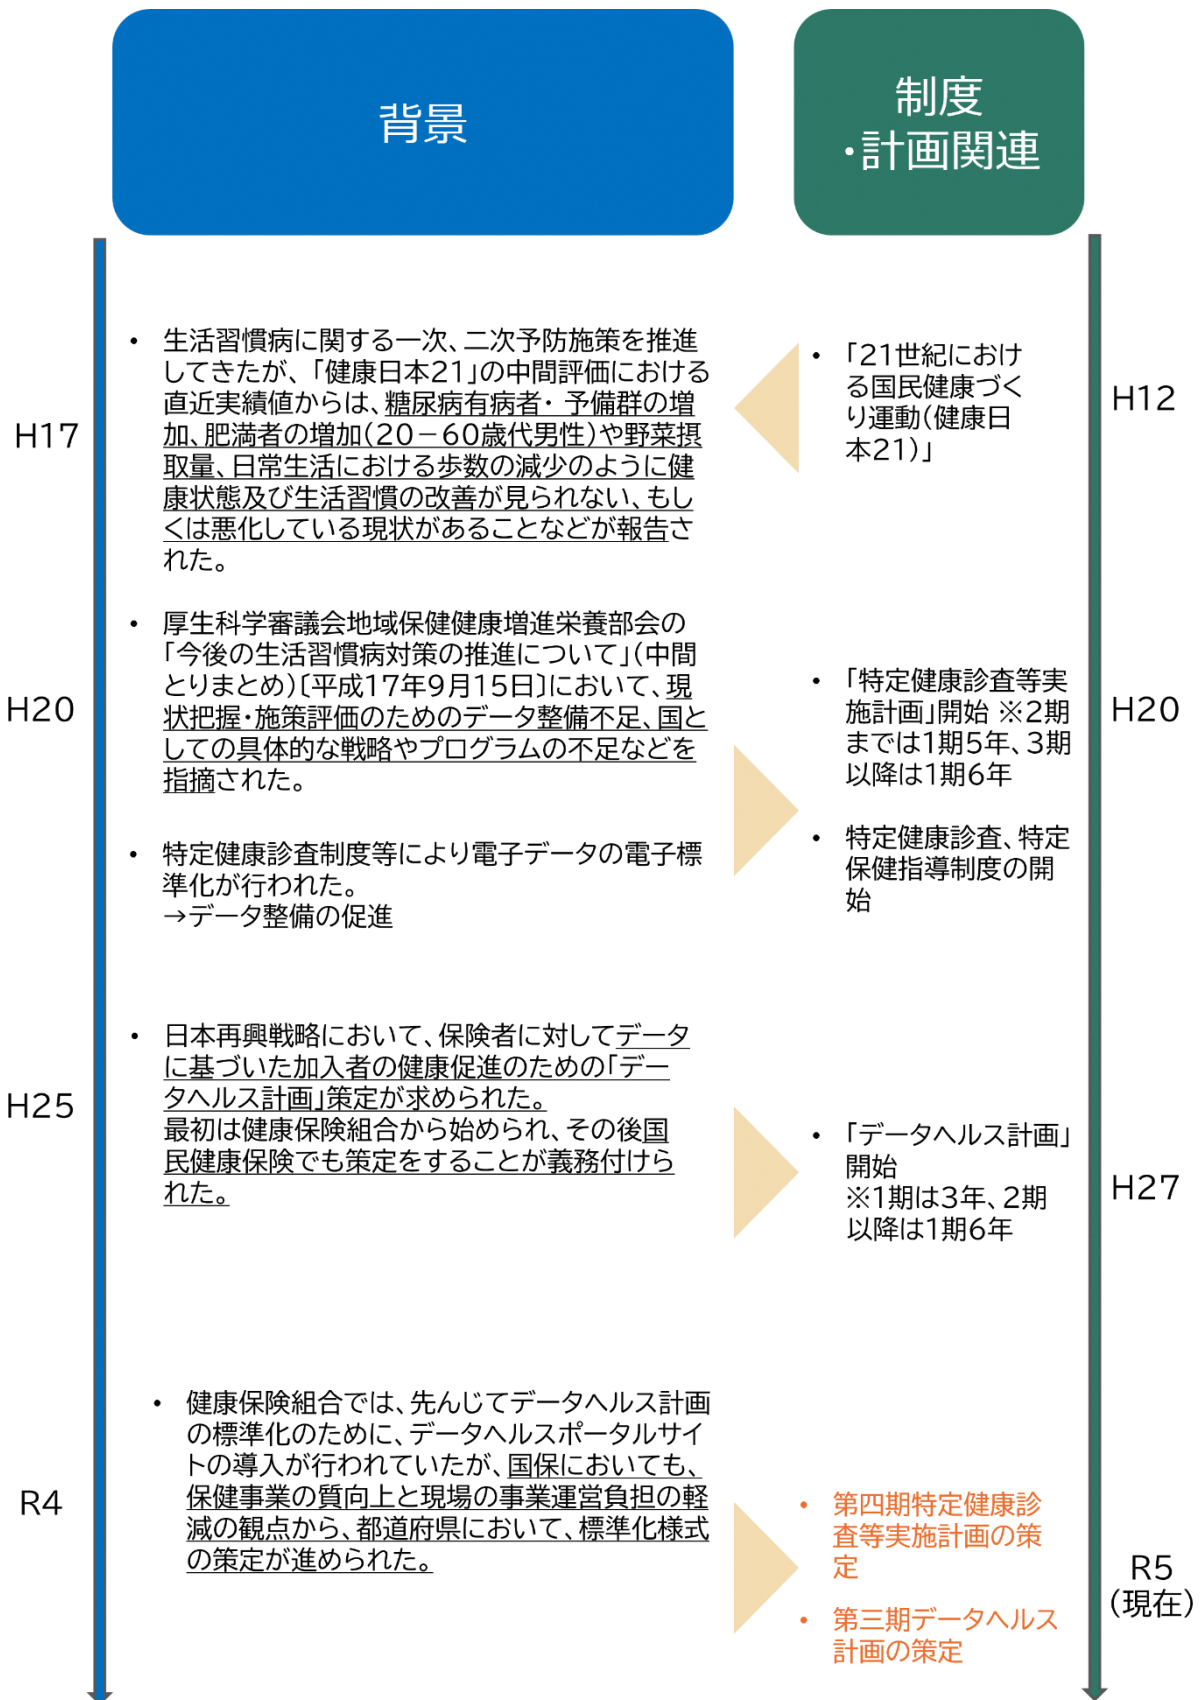 背景
制度
・計画関連
H17
• 生活習慣病に関する一次、二次予防施策を推進
してきたが、「健康日本21」の中間評価における
直近実績値からは、糖尿病有病者・ 予備群の増
加、肥満者の増加(20－60歳代男性)や野菜摂
取量、日常生活における歩数の減少のように健
康状態及び生活習慣の改善が見られない、もし
くは悪化している現状があることなどが報告さ
れた。
• 「21世紀におけ
る国民健康づく
り運動(健康日
本21)」
H12
H20
• 厚生科学審議会地域保健健康増進栄養部会の
「今後の生活習慣病対策の推進について」(中間
とりまとめ)〔平成17年9月15日〕において、現
状把握・施策評価のためのデータ整備不足、国と
しての具体的な戦略やプログラムの不足などを
指摘された。
• 特定健康診査制度等により電子データの電子標
準化が行われた。
→データ整備の促進
• 「特定健康診査等実
施計画」開始 ※2期
までは1期5年、3期
以降は1期6年
• 特定健康診査、特定
保健指導制度の開
始
H20
H25
• 日本再興戦略において、保険者に対してデータ
に基づいた加入者の健康促進のための「デー
タヘルス計画」策定が求められた。
最初は健康保険組合から始められ、その後国
民健康保険でも策定をすることが義務付けら
れた。
• 「データヘルス計画」
開始
※1期は3年、2期
以降は1期6年
H27
R4
• 健康保険組合では、先んじてデータヘルス計画
の標準化のために、データヘルスポータルサイ
トの導入が行われていたが、国保においても、
保健事業の質向上と現場の事業運営負担の軽
減の観点から、都道府県において、標準化様式
の策定が進められた。
• 第四期特定健康診
査等実施計画の策
定
• 第三期データヘルス
計画の策定
R5
(現在)